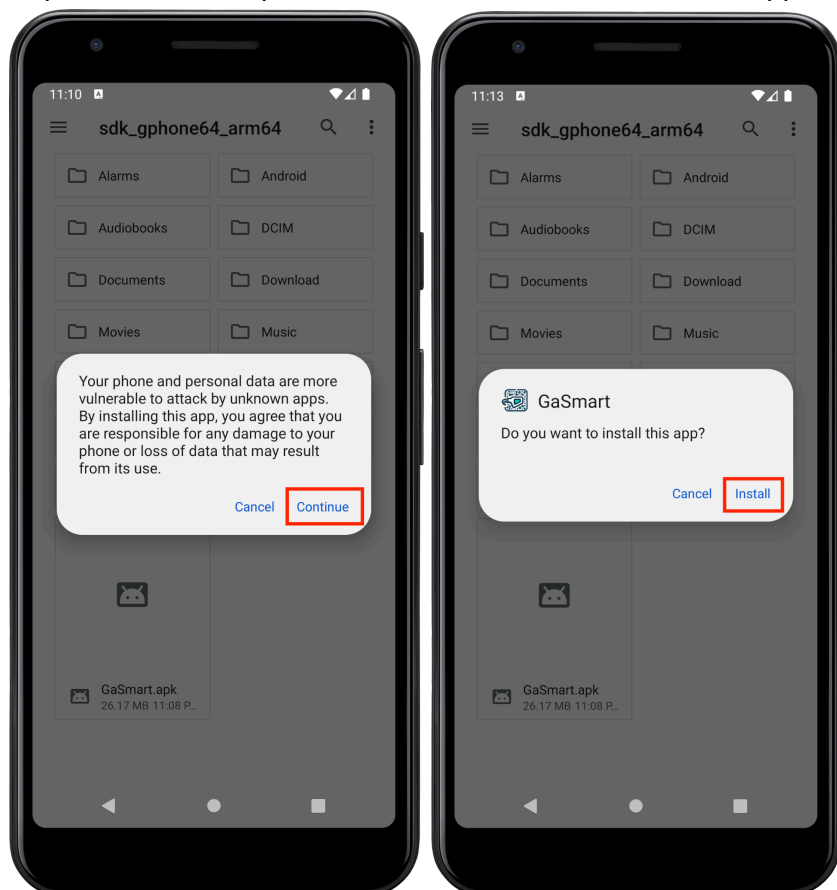 11:10
sdk_gphone64_arm64
Alarms
Android
Audiobooks
DCIM
Documents
Download
Movies
Music
Your phone and personal data are more
vulnerable to attack by unknown apps.
By installing this app, you agree that you
are responsible for any damage to your
phone or loss of data that may result
from its use.
Cancel
Continue
GaSmart.apk
26.17 MB 11:08 P...
11:13
sdk_gphone64_arm64
Alarms
Android
Audiobooks
DCIM
Documents
Download
Movies
Music
GaSmart
Do you want to install this app?
Cancel
Install
GaSmart.apk
26.17 MB 11:08 P...